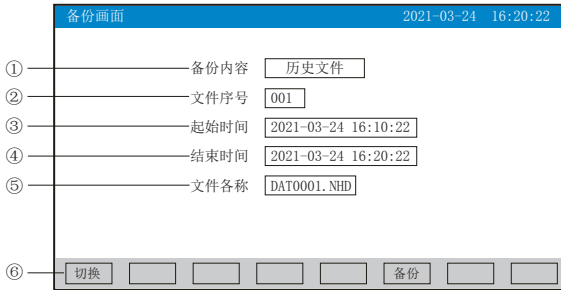 备份画面 2021-03-24 16:20:22
① 备份内容 历史文件
② 文件序号 001
③ 起始时间 2021-03-24 16:10:22
④ 结束时间 2021-03-24 16:20:22
⑤ 文件各称 DAT0001.NHD
⑥ 切换 备份